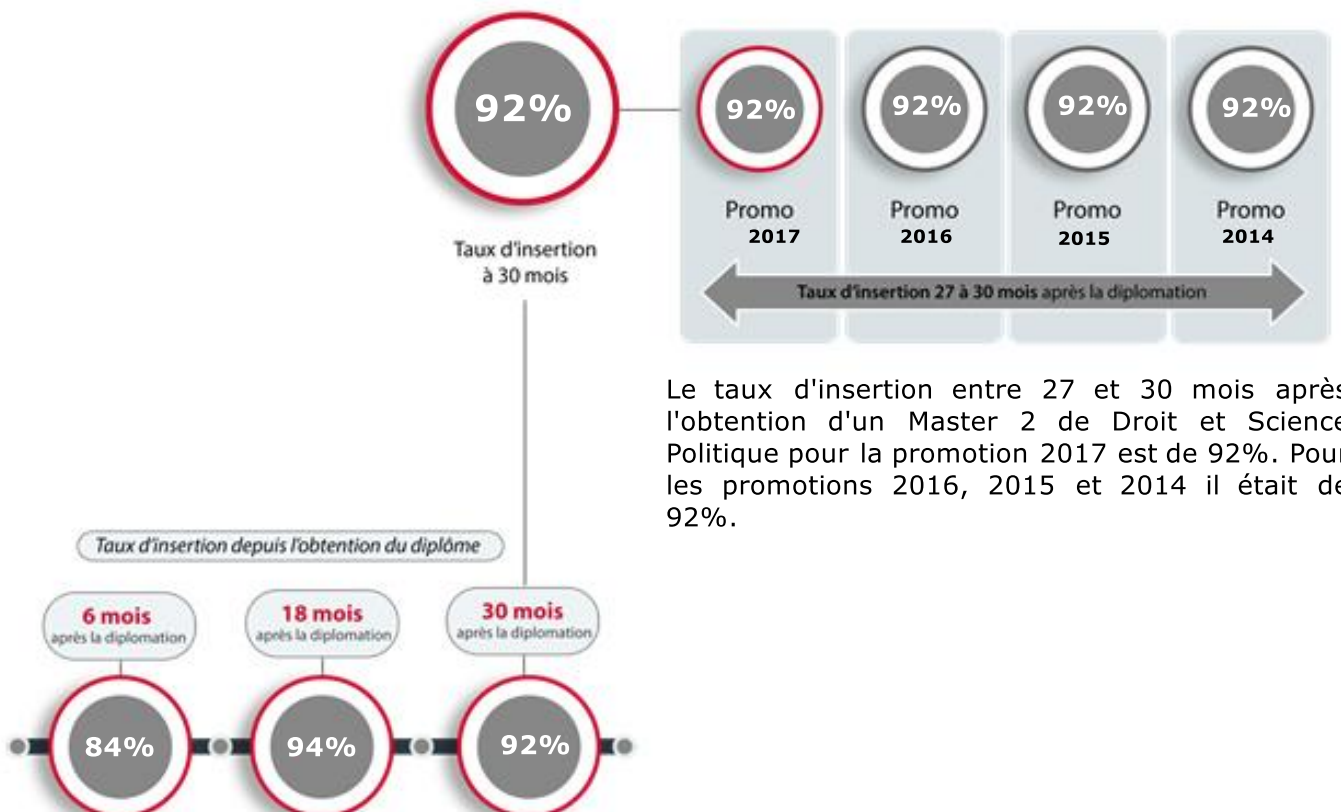 92%
Taux d'insertion
à 30 mois
92%
92%
92%
92%
Promo
2017
Promo
2016
Promo
2015
Promo
2014
Taux d'insertion 27 à 30 mois après la diplomation
Le taux d'insertion entre 27 et 30 mois après
l'obtention d'un Master 2 de Droit et Science
Politique pour la promotion 2017 est de 92%. Pour
les promotions 2016, 2015 et 2014 il était de
92%.
Taux d'insertion depuis l'obtention du diplôme
6 mois
après la diplomation
18 mois
après la diplomation
30 mois
après la diplomation
84%
94%
92%